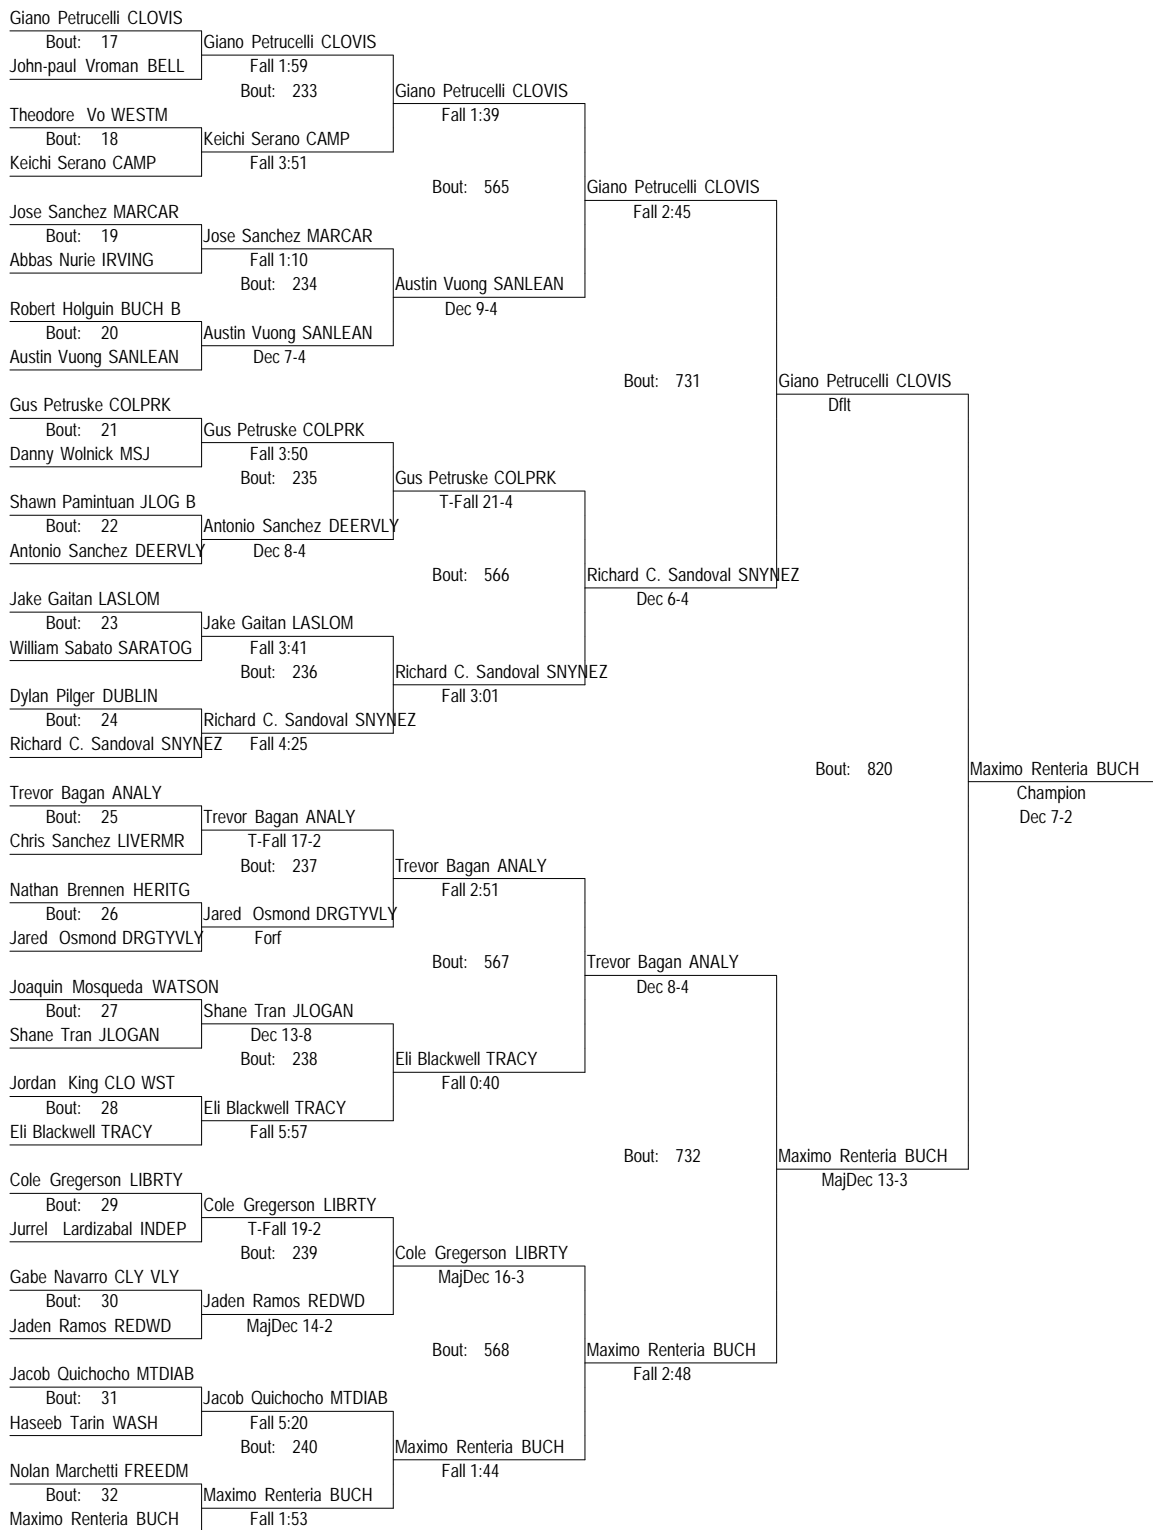 Giano Petrucelli CLOVIS
Bout: 17
Giano Petrucelli CLOVIS
John-paul Vroman BELL
Fall 1:59
Bout: 233
Giano Petrucelli CLOVIS
Theodore Vo WESTM
Fall 1:39
Bout: 18
Keichi Serano CAMP
Keichi Serano CAMP
Fall 3:51
Bout: 565
Giano Petrucelli CLOVIS
Jose Sanchez MARCAR
Fall 2:45
Bout: 19
Jose Sanchez MARCAR
Abbas Nurie IRVING
Fall 1:10
Bout: 234
Austin Vuong SANLEAN
Robert Holguin BUCH B
Dec 9-4
Bout: 20
Austin Vuong SANLEAN
Austin Vuong SANLEAN
Dec 7-4
Bout: 731
Giano Petrucelli CLOVIS
Gus Petruske COLPRK
Dflt
Bout: 21
Gus Petruske COLPRK
Danny Wolnick MSJ
Fall 3:50
Bout: 235
Gus Petruske COLPRK
Shawn Pamintuan JLOG B
T-Fall 21-4
Bout: 22
Antonio Sanchez DEERVLY
Antonio Sanchez DEERVLY
Dec 8-4
Bout: 566
Richard C. Sandoval SNYNEZ
Jake Gaitan LASLOM
Dec 6-4
Bout: 23
Jake Gaitan LASLOM
William Sabato SARATOG
Fall 3:41
Bout: 236
Richard C. Sandoval SNYNEZ
Dylan Pilger DUBLIN
Fall 3:01
Bout: 24
Richard C. Sandoval SNYNEZ
Richard C. Sandoval SNYNEZ
Fall 4:25
Bout: 820
Maximo Renteria BUCH
Trevor Bagan ANALY
Champion
Bout: 25
Trevor Bagan ANALY
Dec 7-2
Chris Sanchez LIVERMR
T-Fall 17-2
Bout: 237
Trevor Bagan ANALY
Nathan Brennen HERITG
Fall 2:51
Bout: 26
Jared Osmond DRGTYVLY
Jared Osmond DRGTYVLY
Forf
Bout: 567
Trevor Bagan ANALY
Joaquin Mosqueda WATSON
Dec 8-4
Bout: 27
Shane Tran JLOGAN
Shane Tran JLOGAN
Dec 13-8
Bout: 238
Eli Blackwell TRACY
Jordan King CLO WST
Fall 0:40
Bout: 28
Eli Blackwell TRACY
Eli Blackwell TRACY
Fall 5:57
Bout: 732
Maximo Renteria BUCH
Cole Gregerson LIBRTY
MajDec 13-3
Bout: 29
Cole Gregerson LIBRTY
Jurrel Lardizabal INDEP
T-Fall 19-2
Bout: 239
Cole Gregerson LIBRTY
Gabe Navarro CLY VLY
MajDec 16-3
Bout: 30
Jaden Ramos REDWD
Jaden Ramos REDWD
MajDec 14-2
Bout: 568
Maximo Renteria BUCH
Jacob Quichocho MTDIAB
Fall 2:48
Bout: 31
Jacob Quichocho MTDIAB
Haseeb Tarin WASH
Fall 5:20
Bout: 240
Maximo Renteria BUCH
Nolan Marchetti FREEDM
Fall 1:44
Bout: 32
Maximo Renteria BUCH
Maximo Renteria BUCH
Fall 1:53